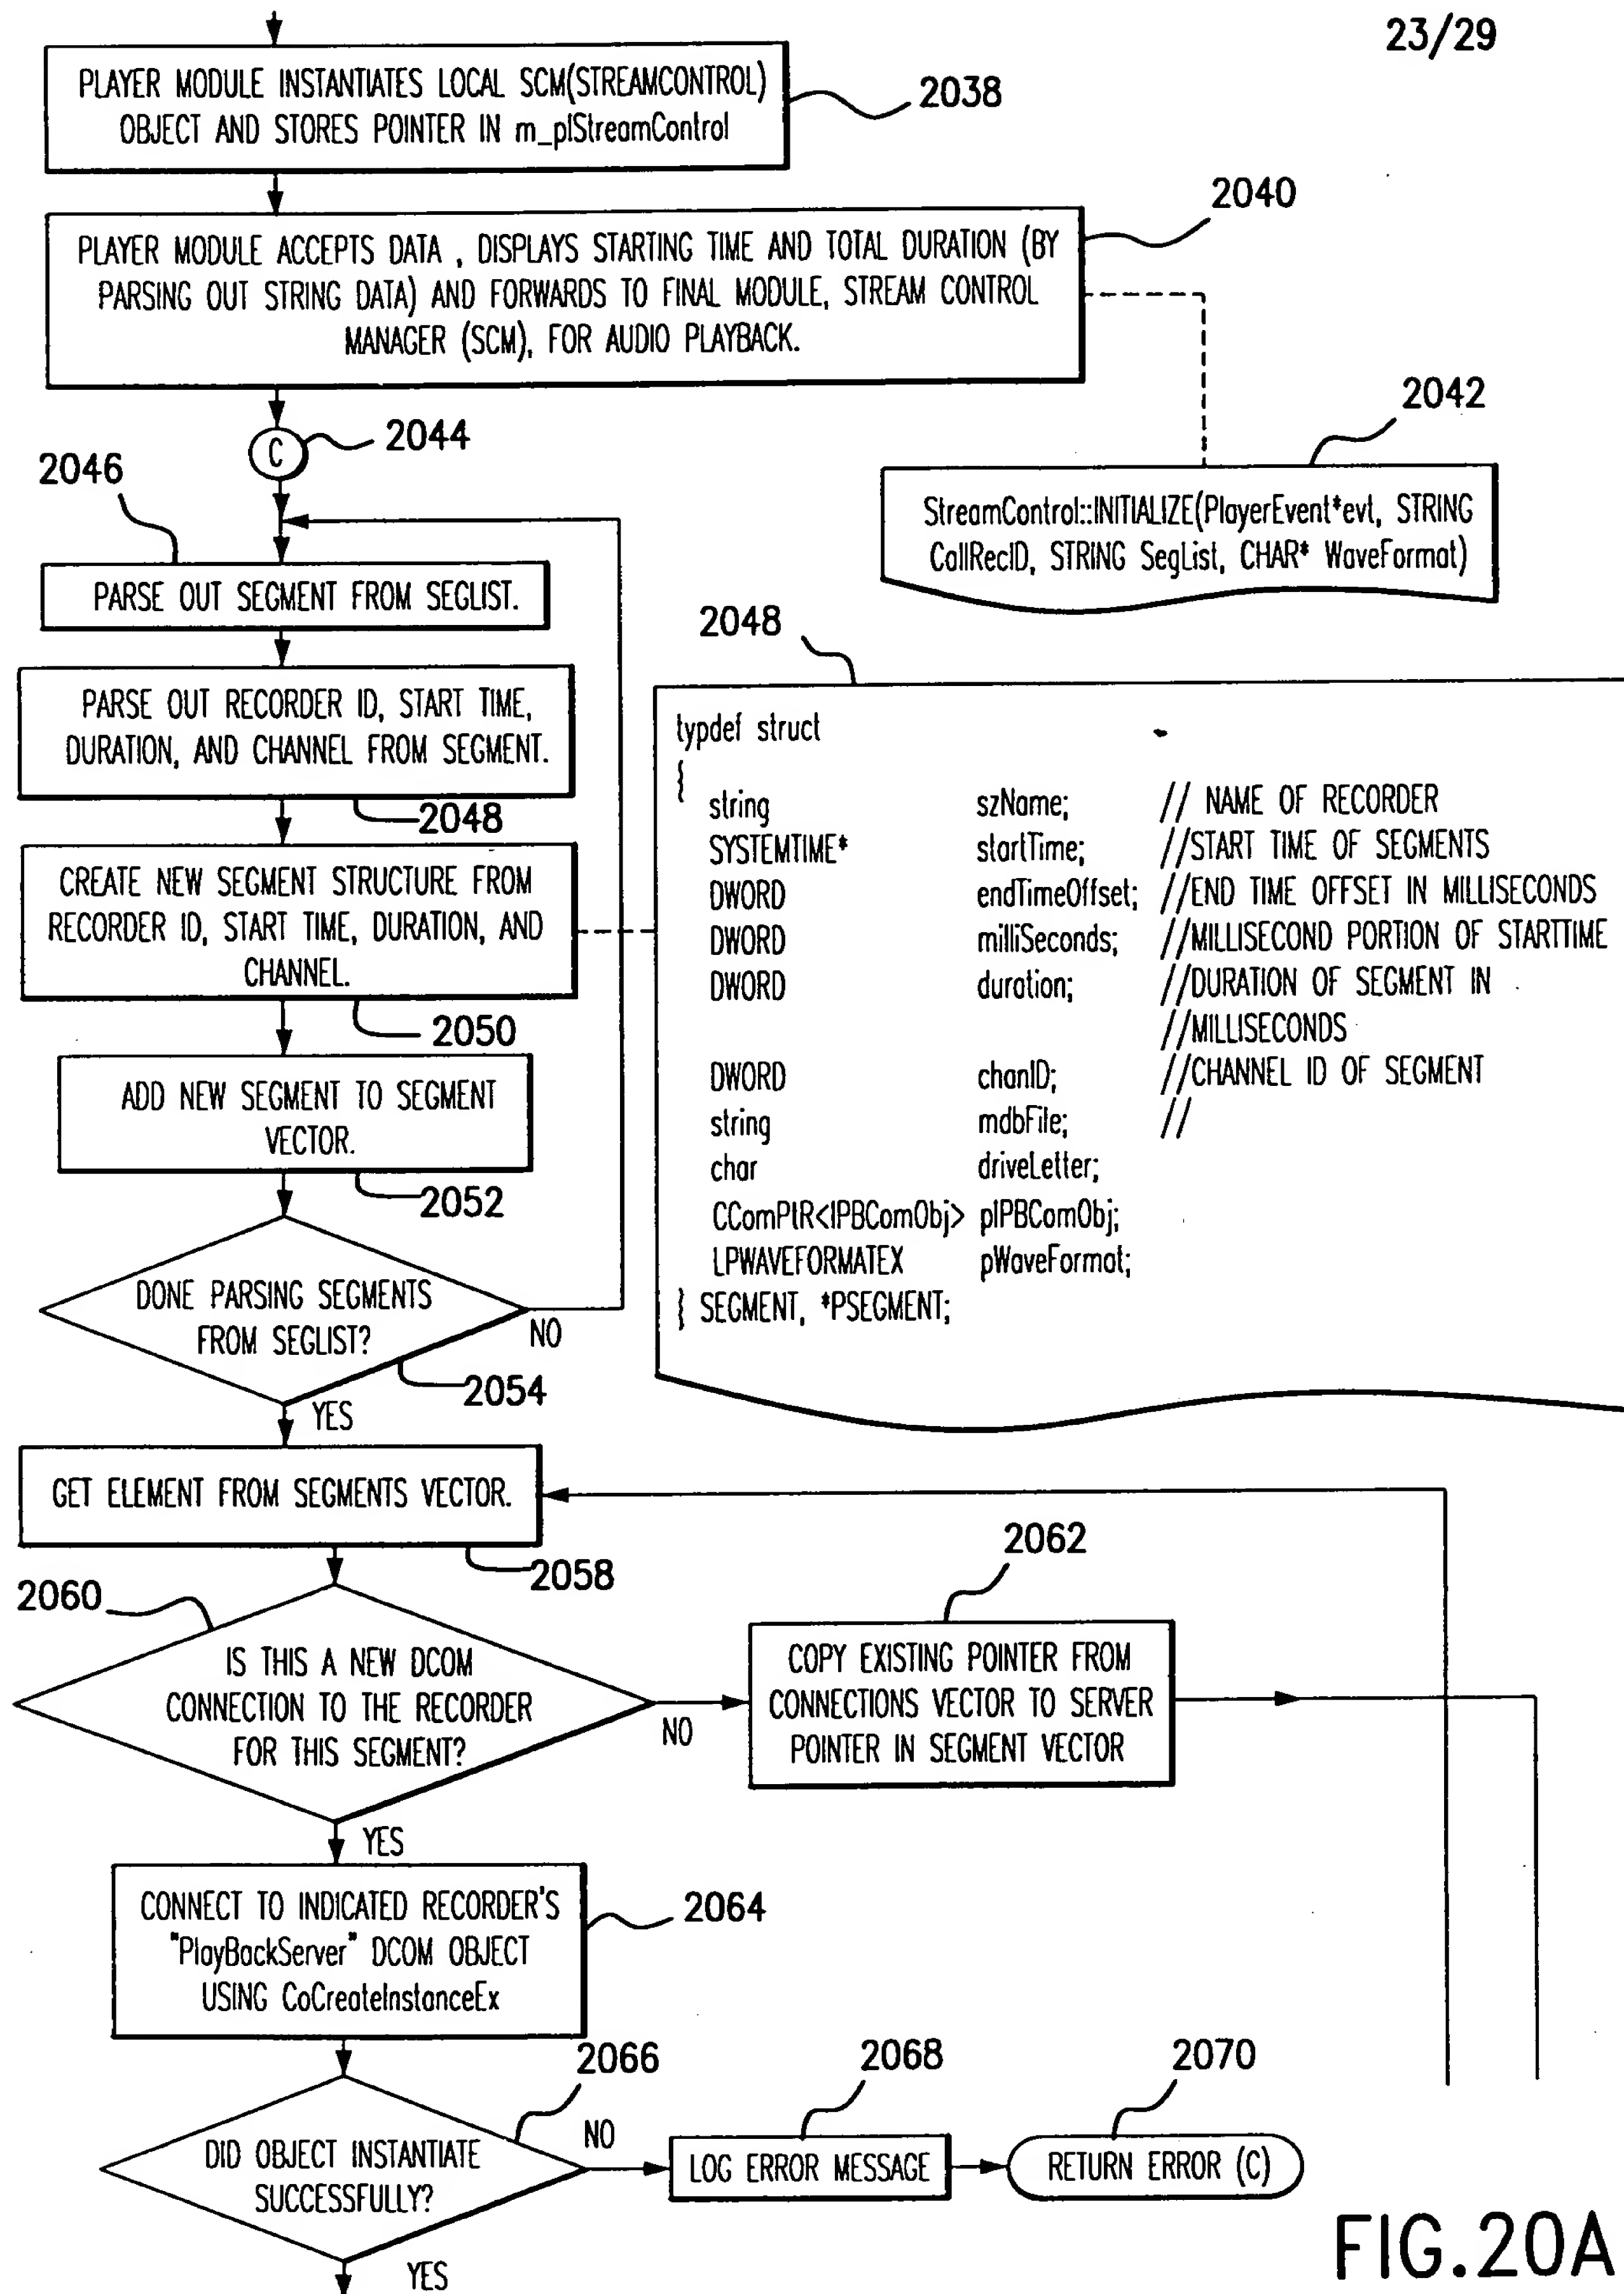 23/29
PLAYER MODULE INSTANTIATES LOCAL SCM(STREAMCONTROL)
OBJECT AND STORES POINTER IN m_pIStreamControl
2038
2040
PLAYER MODULE ACCEPTS DATA , DISPLAYS STARTING TIME AND TOTAL DURATION (BY
PARSING OUT STRING DATA) AND FORWARDS TO FINAL MODULE, STREAM CONTROL
MANAGER (SCM), FOR AUDIO PLAYBACK.
2042
StreamControl::INITIALIZE(PlayerEvent*evt, STRING
CallRecID, STRING SegList, CHAR* WaveFormat)
C
2044
2046
PARSE OUT SEGMENT FROM SEGLIST.
PARSE OUT RECORDER ID, START TIME,
DURATION, AND CHANNEL FROM SEGMENT.
2048
CREATE NEW SEGMENT STRUCTURE FROM
RECORDER ID, START TIME, DURATION, AND
CHANNEL.
2050
2048
typdef struct
{
string szName; // NAME OF RECORDER
SYSTEMTIME* startTime; //START TIME OF SEGMENTS
DWORD endTimeOffset; //END TIME OFFSET IN MILLISECONDS
DWORD milliSeconds; //MILLISECOND PORTION OF STARTTIME
DWORD duration; //DURATION OF SEGMENT IN
//MILLISECONDS
DWORD chanID; //CHANNEL ID OF SEGMENT
string mdbFile; //
char driveLetter;
CComPtR<IPBComObj> pIPBComObj;
LPWAVEFORMATEX pWaveFormat;
} SEGMENT, *PSEGMENT;
ADD NEW SEGMENT TO SEGMENT
VECTOR.
2052
DONE PARSING SEGMENTS
FROM SEGLIST?
NO
2054
YES
GET ELEMENT FROM SEGMENTS VECTOR.
2058
2060
IS THIS A NEW DCOM
CONNECTION TO THE RECORDER
FOR THIS SEGMENT?
NO
2062
COPY EXISTING POINTER FROM
CONNECTIONS VECTOR TO SERVER
POINTER IN SEGMENT VECTOR
YES
CONNECT TO INDICATED RECORDER'S
"PlayBackServer" DCOM OBJECT
USING CoCreateInstanceEx
2064
2066
DID OBJECT INSTANTIATE
SUCCESSFULLY?
NO
2068
LOG ERROR MESSAGE
2070
RETURN ERROR (C)
YES
FIG.20A